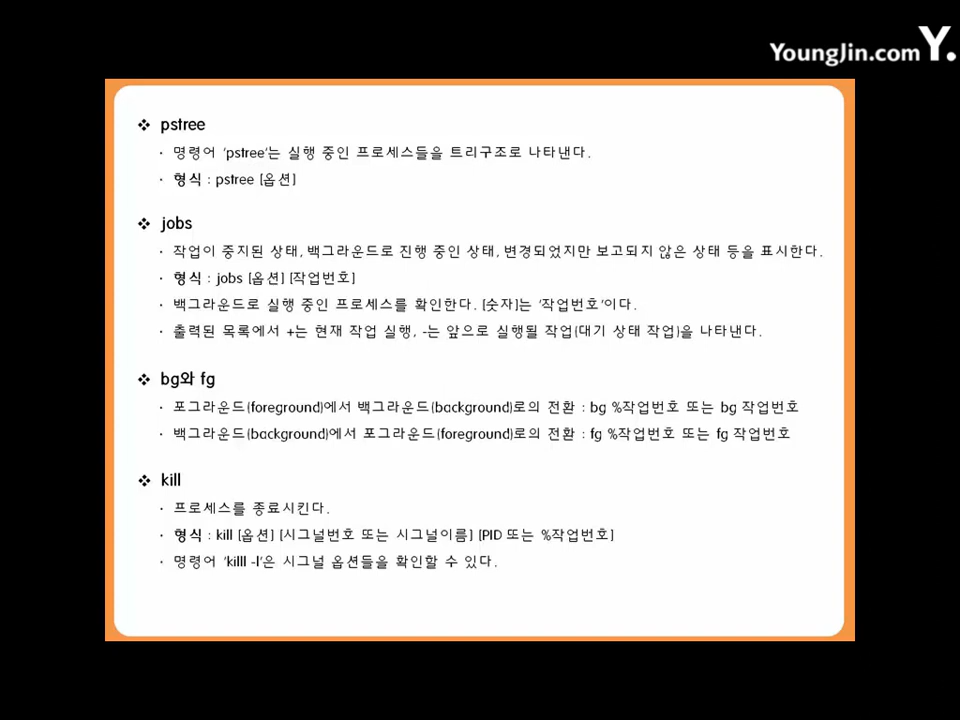 YoungJin.com Y.
❖ pstree
· 명령어 'pstree'는 실행 중인 프로세스들을 트리구조로 나타낸다.
· 형식 : pstree [옵션]
❖ jobs
· 작업이 중지된 상태, 백그라운드로 진행 중인 상태, 변경되었지만 보고되지 않은 상태 등을 표시한다.
· 형식 : jobs [옵션] [작업번호]
· 백그라운드로 실행 중인 프로세스를 확인한다. [숫자]는 '작업번호'이다.
· 출력된 목록에서 +는 현재 작업 실행, -는 앞으로 실행될 작업(대기 상태 작업)을 나타낸다.
❖ bg와 fg
· 포그라운드(foreground)에서 백그라운드(background)로의 전환 : bg %작업번호 또는 bg 작업번호
· 백그라운드(background)에서 포그라운드(foreground)로의 전환 : fg %작업번호 또는 fg 작업번호
❖ kill
· 프로세스를 종료시킨다.
· 형식 : kill [옵션] [시그널번호 또는 시그널이름] [PID 또는 %작업번호]
· 명령어 'killl -l'은 시그널 옵션들을 확인할 수 있다.